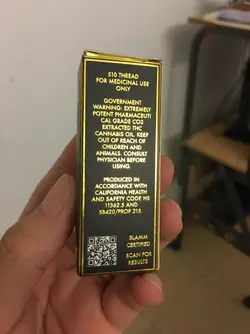 510 THREAD
FOR MEDICINAL USE
ONLY
GOVERNMENT
WARNING: EXTREMELY
POTENT PHARMACEUTI
CAL GRADE CO2
EXTRACTED THC
CANNABIS OIL. KEEP
OUT OF REACH OF
CHILDREN AND
ANIMALS. CONSULT
PHYSICIAN BEFORE
USING.
PRODUCED IN
ACCORDANCE WITH
CALIFORNIA HEALTH
AND SAFETY CODE HS
11362.5 AND
SB420/PROP 215.
SLAMM
CERTIFIED
SCAN FOR
RESULTS